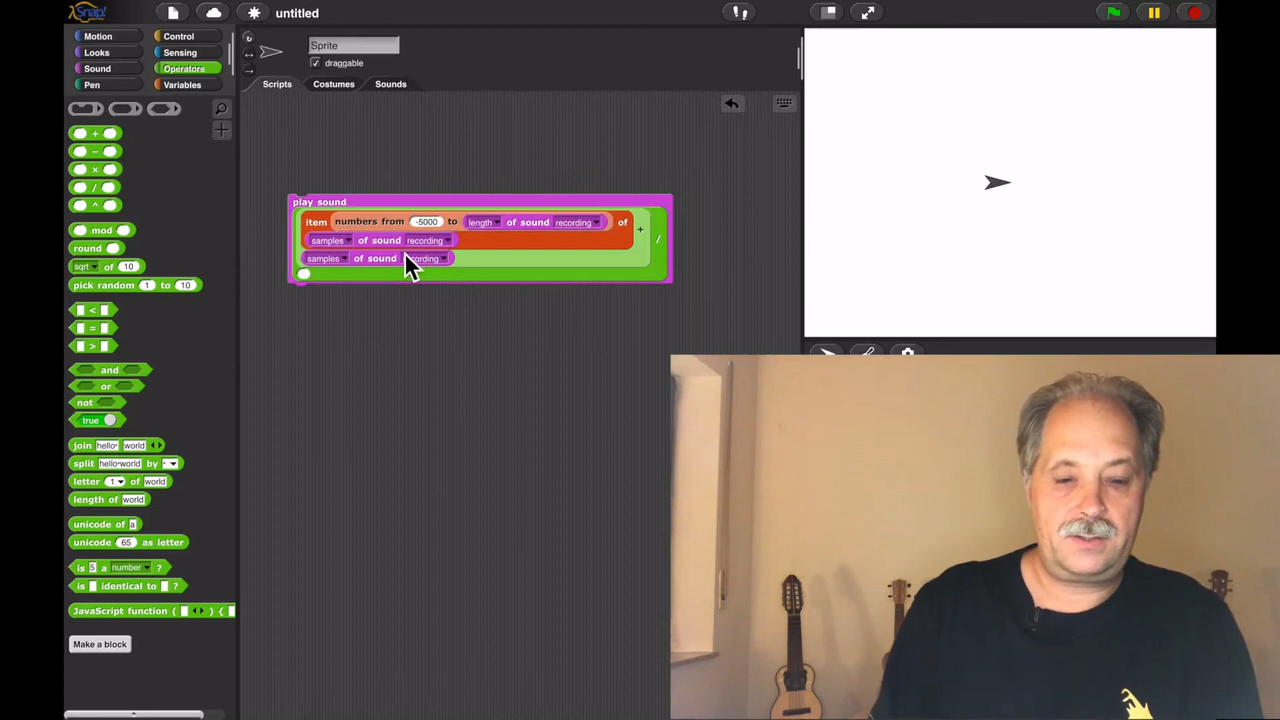 Snap!
untitled
Motion Control
Looks Sensing
Sound Operators
Pen Variables
Sprite
draggable
Scripts Costumes Sounds
+
−
×
/
^
mod
round
sqrt of 10
pick random 1 to 10
<
=
>
and
or
not
true
join hello world
split hello world by
letter 1 of world
length of world
unicode of a
unicode 65 as letter
is 5 a number ?
is identical to ?
JavaScript function ( ) {
Make a block
play sound
item numbers from -5000 to length of sound recording of
samples of sound recording + /
samples of sound